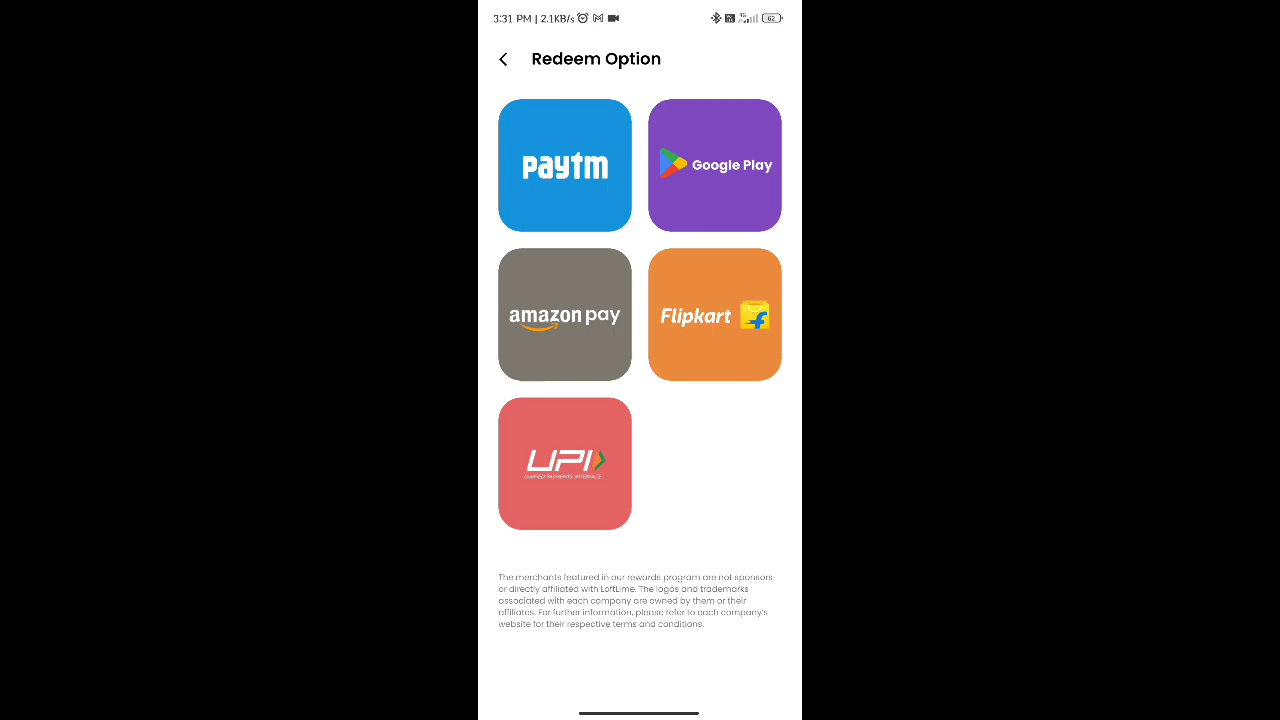 3:31 PM | 2.1KB/s
62
Redeem Option
paytm
Google Play
amazon pay
Flipkart
UPI
UNIFIED PAYMENTS INTERFACE
The merchants featured in our rewards program are not sponsors
or directly affiliated with LoftLime. The logos and trademarks
associated with each company are owned by them or their
affiliates. For further information, please refer to each company's
website for their respective terms and conditions.